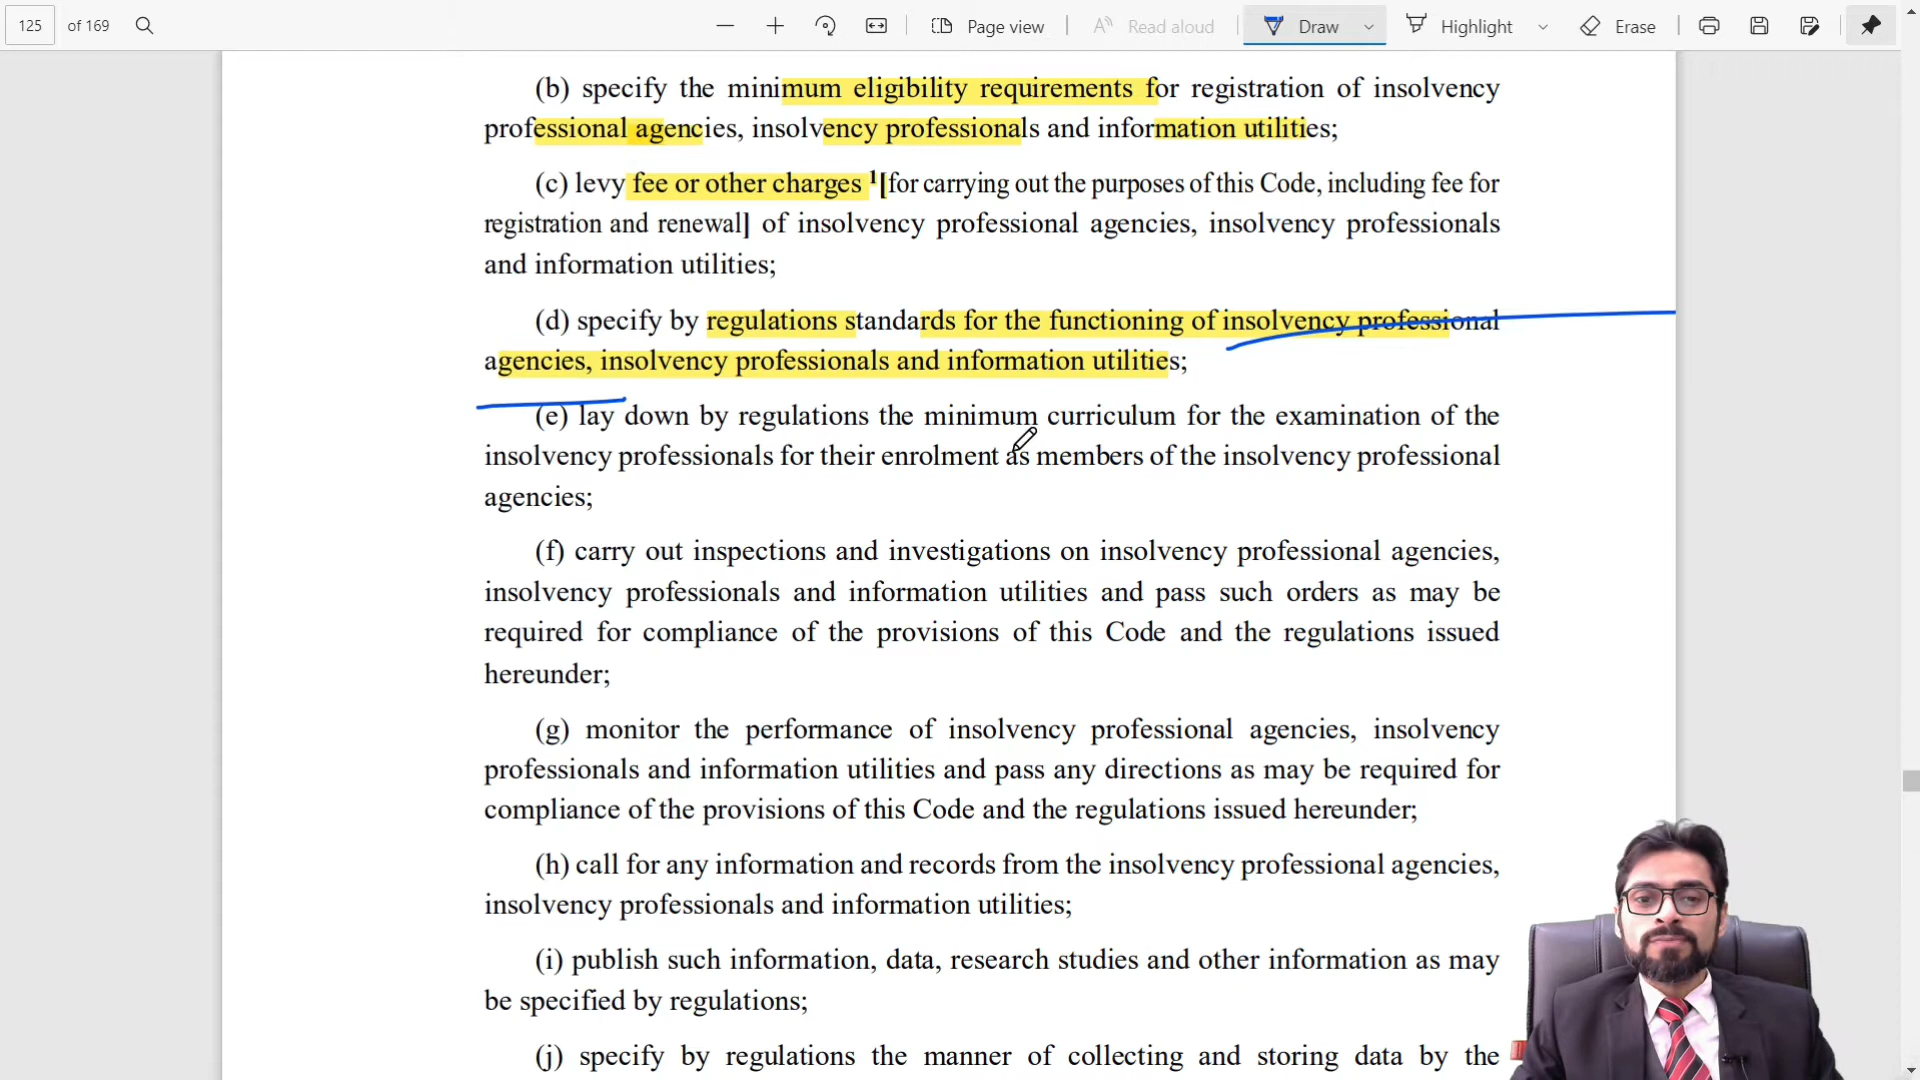 125 of 169 Page view Read aloud Draw Highlight Erase
(b) specify the minimum eligibility requirements for registration of insolvency
professional agencies, insolvency professionals and information utilities;
(c) levy fee or other charges ¹[for carrying out the purposes of this Code, including fee for
registration and renewal] of insolvency professional agencies, insolvency professionals
and information utilities;
(d) specify by regulations standards for the functioning of insolvency professional
agencies, insolvency professionals and information utilities;
(e) lay down by regulations the minimum curriculum for the examination of the
insolvency professionals for their enrolment as members of the insolvency professional
agencies;
(f) carry out inspections and investigations on insolvency professional agencies,
insolvency professionals and information utilities and pass such orders as may be
required for compliance of the provisions of this Code and the regulations issued
hereunder;
(g) monitor the performance of insolvency professional agencies, insolvency
professionals and information utilities and pass any directions as may be required for
compliance of the provisions of this Code and the regulations issued hereunder;
(h) call for any information and records from the insolvency professional agencies,
insolvency professionals and information utilities;
(i) publish such information, data, research studies and other information as may
be specified by regulations;
(j) specify by regulations the manner of collecting and storing data by the